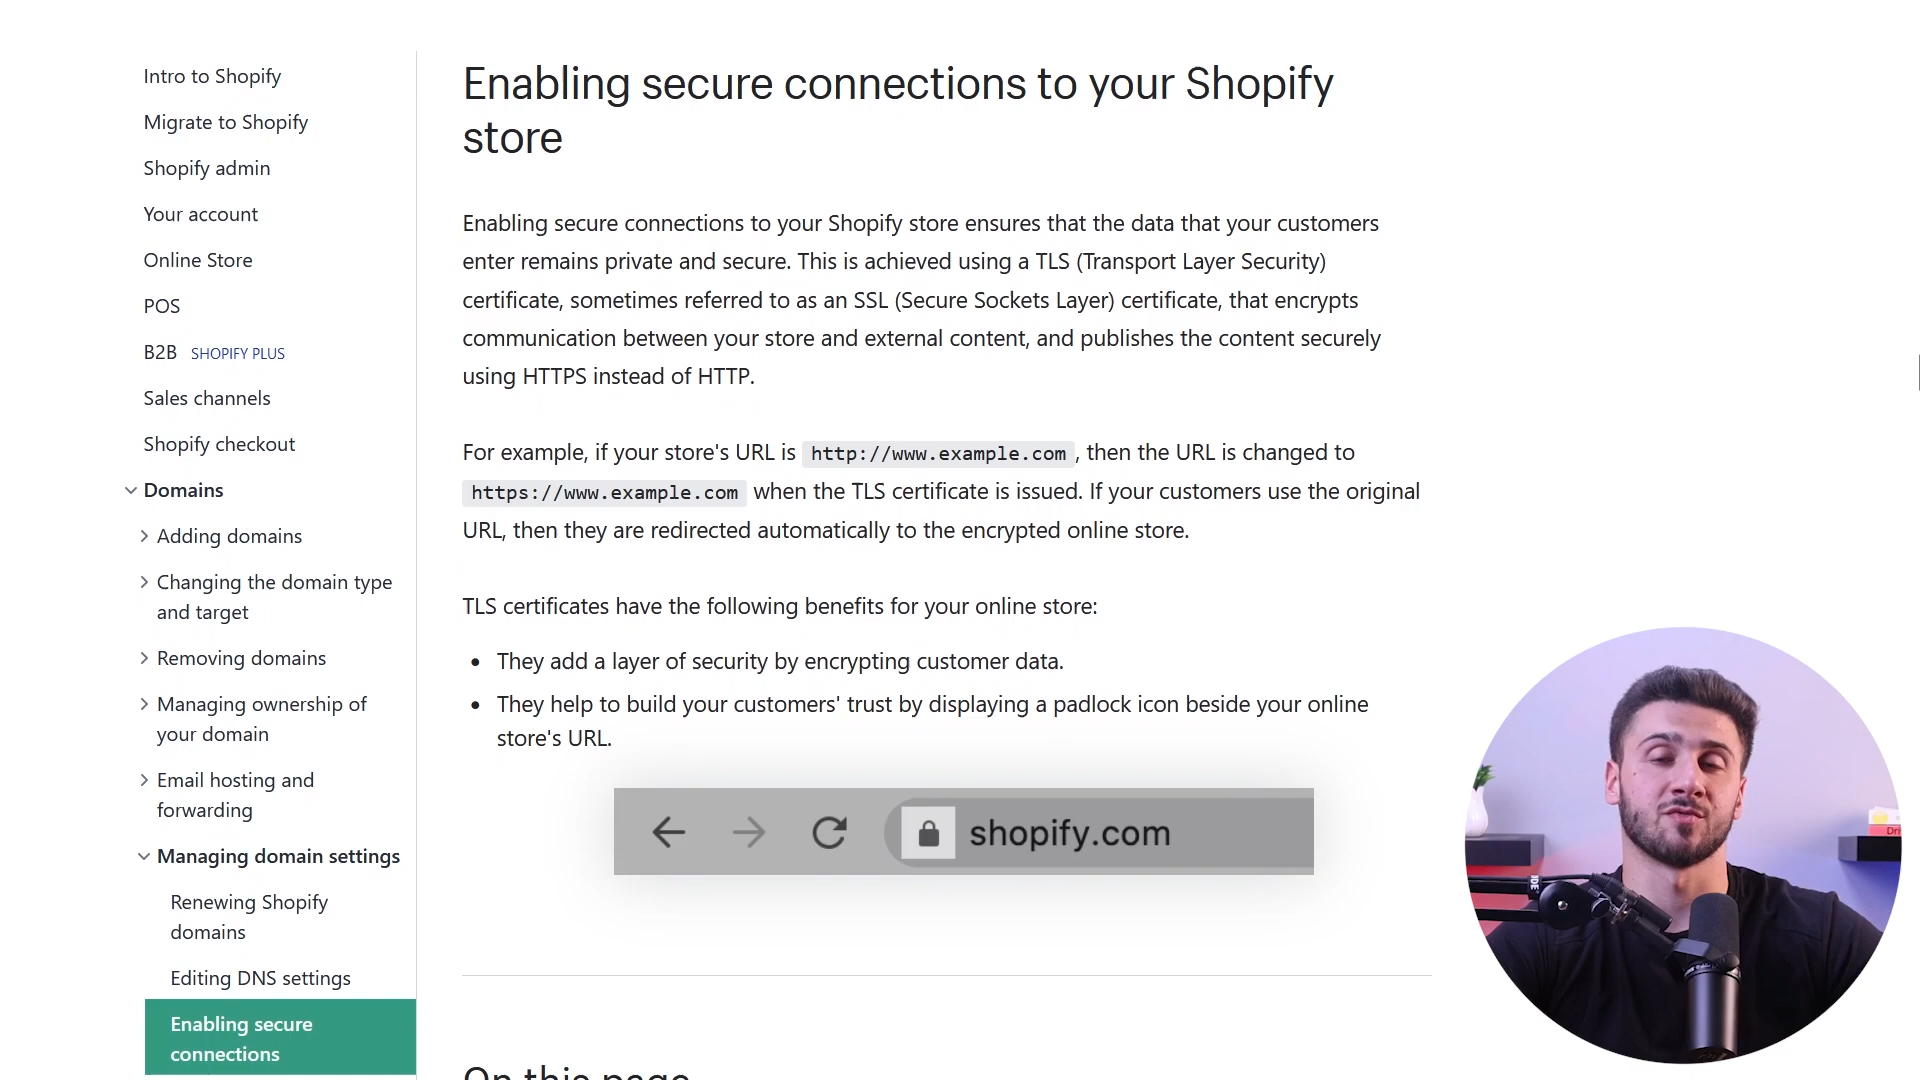 Intro to Shopify
Migrate to Shopify
Shopify admin
Your account
Online Store
POS
B2B SHOPIFY PLUS
Sales channels
Shopify checkout
Domains
Adding domains
Changing the domain type
and target
Removing domains
Managing ownership of
your domain
Email hosting and
forwarding
Managing domain settings
Renewing Shopify
domains
Editing DNS settings
Enabling secure
connections
Enabling secure connections to your Shopify
store
Enabling secure connections to your Shopify store ensures that the data that your customers
enter remains private and secure. This is achieved using a TLS (Transport Layer Security)
certificate, sometimes referred to as an SSL (Secure Sockets Layer) certificate, that encrypts
communication between your store and external content, and publishes the content securely
using HTTPS instead of HTTP.
For example, if your store's URL is http://www.example.com, then the URL is changed to
https://www.example.com when the TLS certificate is issued. If your customers use the original
URL, then they are redirected automatically to the encrypted online store.
TLS certificates have the following benefits for your online store:
• They add a layer of security by encrypting customer data.
• They help to build your customers' trust by displaying a padlock icon beside your online
store's URL.
shopify.com
On this page